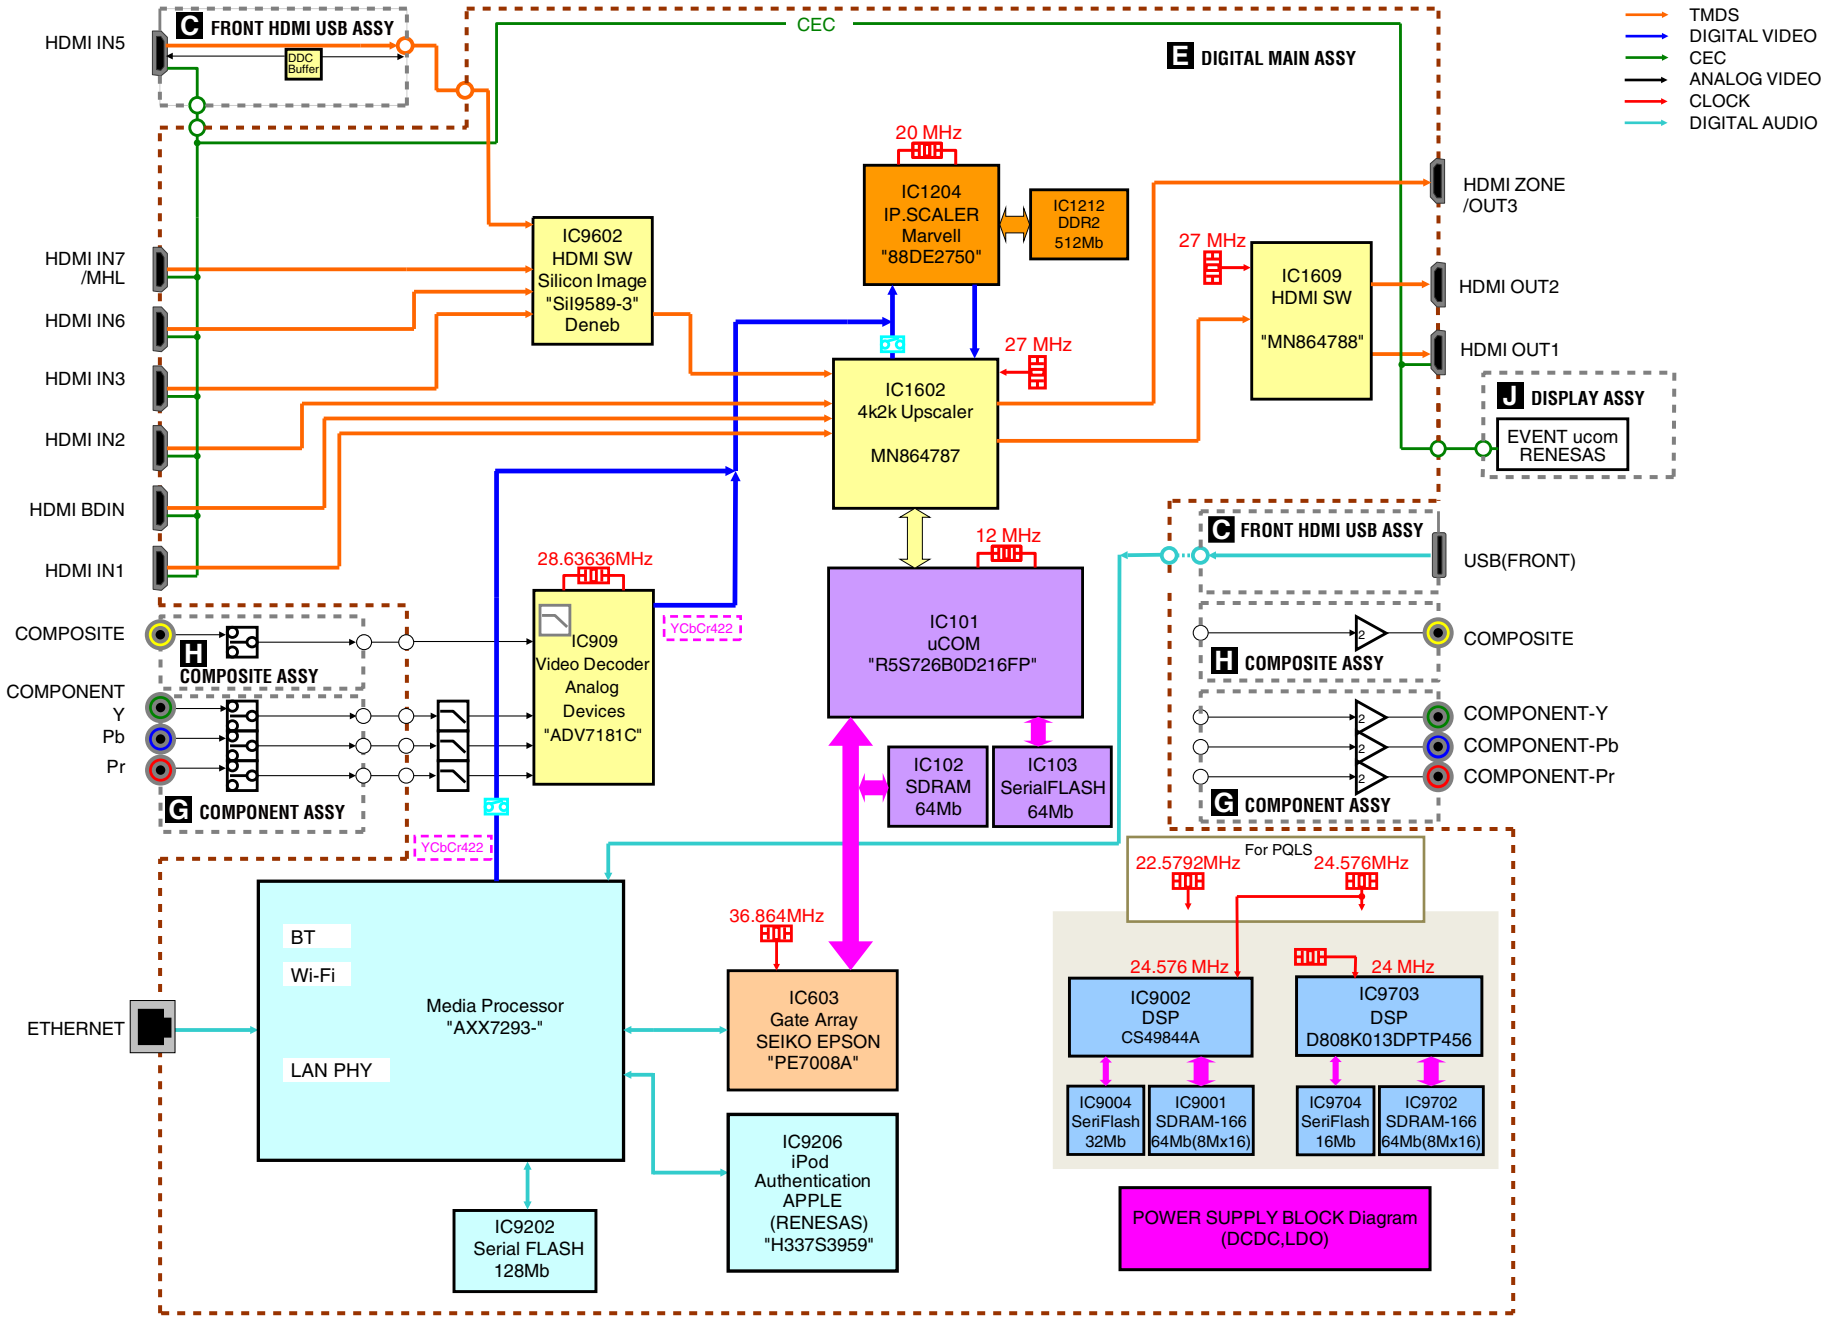 C FRONT HDMI USB ASSY
HDMI IN5
DDC
Buffer
CEC
E DIGITAL MAIN ASSY
TMDS
DIGITAL VIDEO
CEC
ANALOG VIDEO
CLOCK
DIGITAL AUDIO
20 MHz
IC1204
IP.SCALER
Marvell
"88DE2750"
IC1212
DDR2
512Mb
HDMI ZONE
/OUT3
IC9602
HDMI SW
Silicon Image
"SiI9589-3"
Deneb
27 MHz
IC1609
HDMI SW
"MN864788"
HDMI OUT2
HDMI OUT1
HDMI IN7
/MHL
HDMI IN6
HDMI IN3
HDMI IN2
HDMI BDIN
HDMI IN1
27 MHz
IC1602
4k2k Upscaler
MN864787
J DISPLAY ASSY
EVENT ucom
RENESAS
C FRONT HDMI USB ASSY
USB(FRONT)
12 MHz
28.63636MHz
IC909
Video Decoder
Analog
Devices
"ADV7181C"
YCbCr422
IC101
uCOM
"R5S726B0D216FP"
COMPOSITE
H
COMPOSITE ASSY
COMPONENT
Y
Pb
Pr
G COMPONENT ASSY
2
COMPOSITE
H COMPOSITE ASSY
2
COMPONENT-Y
2
COMPONENT-Pb
2
COMPONENT-Pr
G COMPONENT ASSY
IC102
SDRAM
64Mb
IC103
SerialFLASH
64Mb
YCbCr422
For PQLS
22.5792MHz
24.576MHz
BT
Wi-Fi
Media Processor
"AXX7293-"
LAN PHY
ETHERNET
36.864MHz
IC603
Gate Array
SEIKO EPSON
"PE7008A"
24.576 MHz
24 MHz
IC9002
DSP
CS49844A
IC9703
DSP
D808K013DPTP456
IC9004
SeriFlash
32Mb
IC9001
SDRAM-166
64Mb(8Mx16)
IC9704
SeriFlash
16Mb
IC9702
SDRAM-166
64Mb(8Mx16)
IC9206
iPod
Authentication
APPLE
(RENESAS)
"H337S3959"
IC9202
Serial FLASH
128Mb
POWER SUPPLY BLOCK Diagram
(DCDC,LDO)